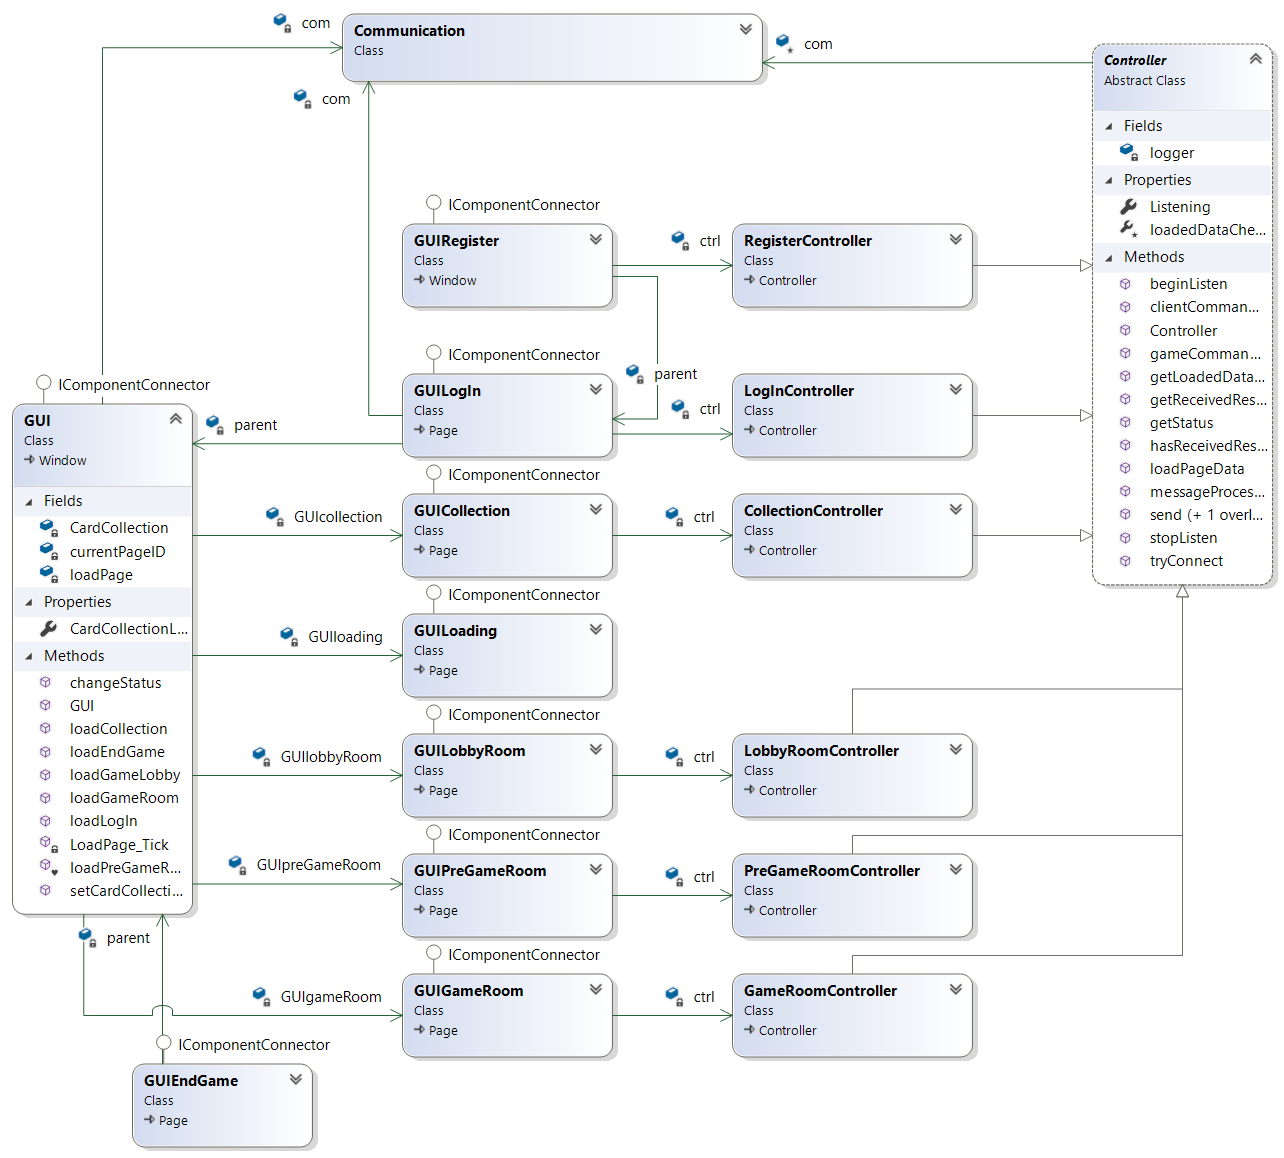 com
Communication
Class
com
com
Controller
Abstract Class
Fields
logger
Properties
Listening
loadedDataChe...
Methods
beginListen
clientComman...
Controller
gameComman...
getLoadedData...
getReceivedRes...
getStatus
hasReceivedRes...
loadPageData
messageProces...
send (+ 1 overl...
stopListen
tryConnect
IComponentConnector
GUIRegister
Class
Window
ctrl
RegisterController
Class
Controller
IComponentConnector
GUILogIn
Class
Page
parent
ctrl
LogInController
Class
Controller
IComponentConnector
GUI
Class
Window
parent
Fields
CardCollection
currentPageID
loadPage
Properties
CardCollectionL...
Methods
changeStatus
GUI
loadCollection
loadEndGame
loadGameLobby
loadGameRoom
loadLogIn
LoadPage_Tick
loadPreGameR...
setCardCollecti...
IComponentConnector
GUIcollection
GUICollection
Class
Page
ctrl
CollectionController
Class
Controller
IComponentConnector
GUIloading
GUILoading
Class
Page
IComponentConnector
GUIlobbyRoom
GUILobbyRoom
Class
Page
ctrl
LobbyRoomController
Class
Controller
IComponentConnector
GUIpreGameRoom
GUIPreGameRoom
Class
Page
ctrl
PreGameRoomController
Class
Controller
parent
IComponentConnector
GUIgameRoom
GUIGameRoom
Class
Page
ctrl
GameRoomController
Class
Controller
IComponentConnector
GUIEndGame
Class
Page